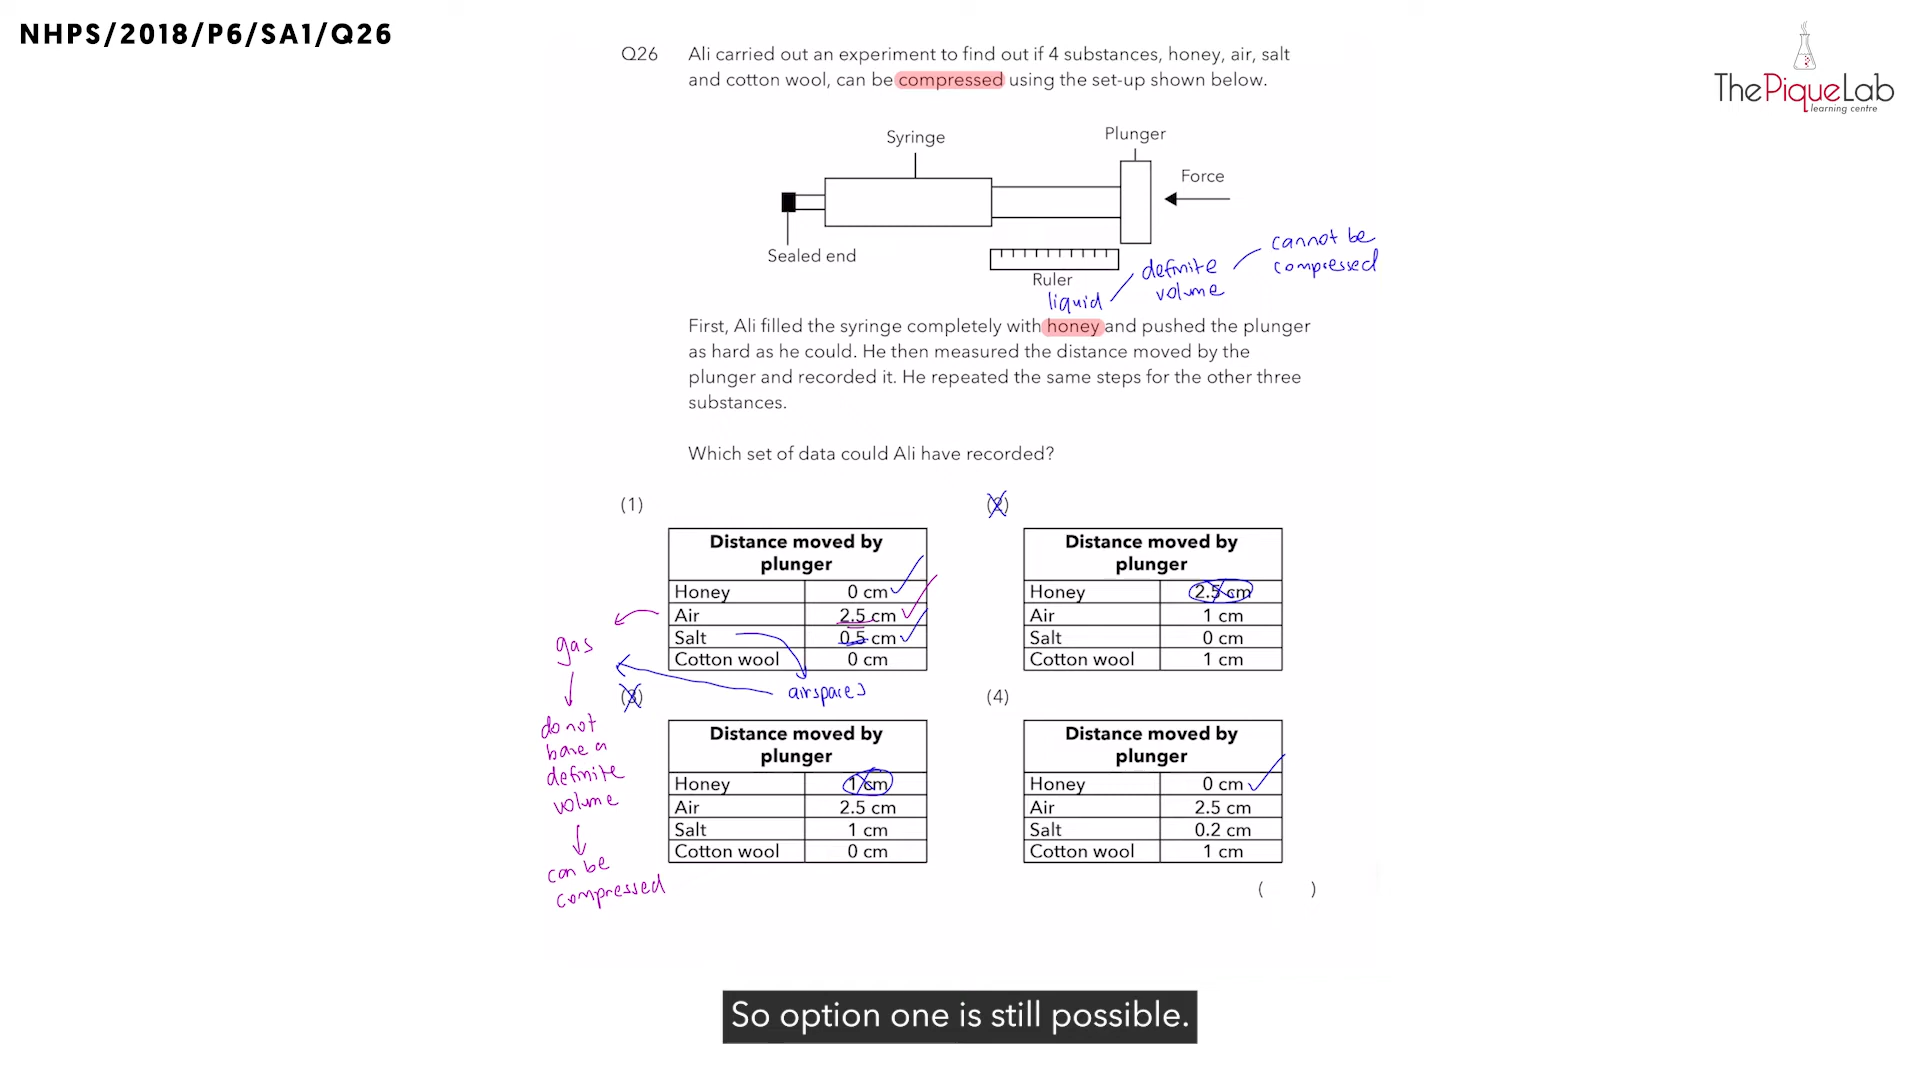 NHPS/2018/P6/SA1/Q26
ThePiqueLab
learning centre
Q26 Ali carried out an experiment to find out if 4 substances, honey, air, salt
and cotton wool, can be compressed using the set-up shown below.
Syringe
Plunger
Force
Sealed end
Ruler
cannot be
compressed
definite
volume
liquid
First, Ali filled the syringe completely with honey and pushed the plunger
as hard as he could. He then measured the distance moved by the
plunger and recorded it. He repeated the same steps for the other three
substances.
Which set of data could Ali have recorded?
(1)
Distance moved by
plunger
Honey 0 cm
Air 2.5 cm
Salt 0.5 cm
Cotton wool 0 cm
(2)
Distance moved by
plunger
Honey 2.5 cm
Air 1 cm
Salt 0 cm
Cotton wool 1 cm
gas
do not
have a
definite
volume
can be
compressed
airspaces
(3)
Distance moved by
plunger
Honey 1 cm
Air 2.5 cm
Salt 1 cm
Cotton wool 0 cm
(4)
Distance moved by
plunger
Honey 0 cm
Air 2.5 cm
Salt 0.2 cm
Cotton wool 1 cm
( )
So option one is still possible.